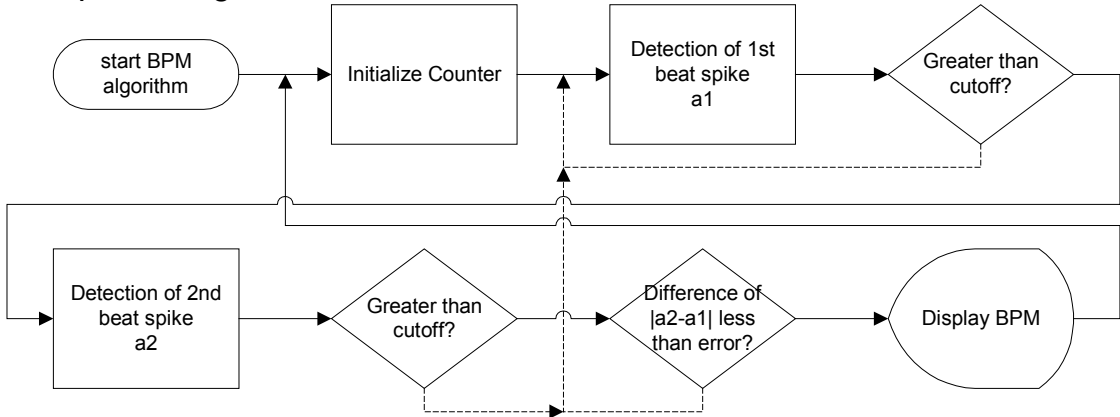 start BPM
algorithm
Initialize Counter
Detection of 1st
beat spike
a1
Greater than
cutoff?
Detection of 2nd
beat spike
a2
Greater than
cutoff?
Difference of
|a2-a1| less
than error?
Display BPM